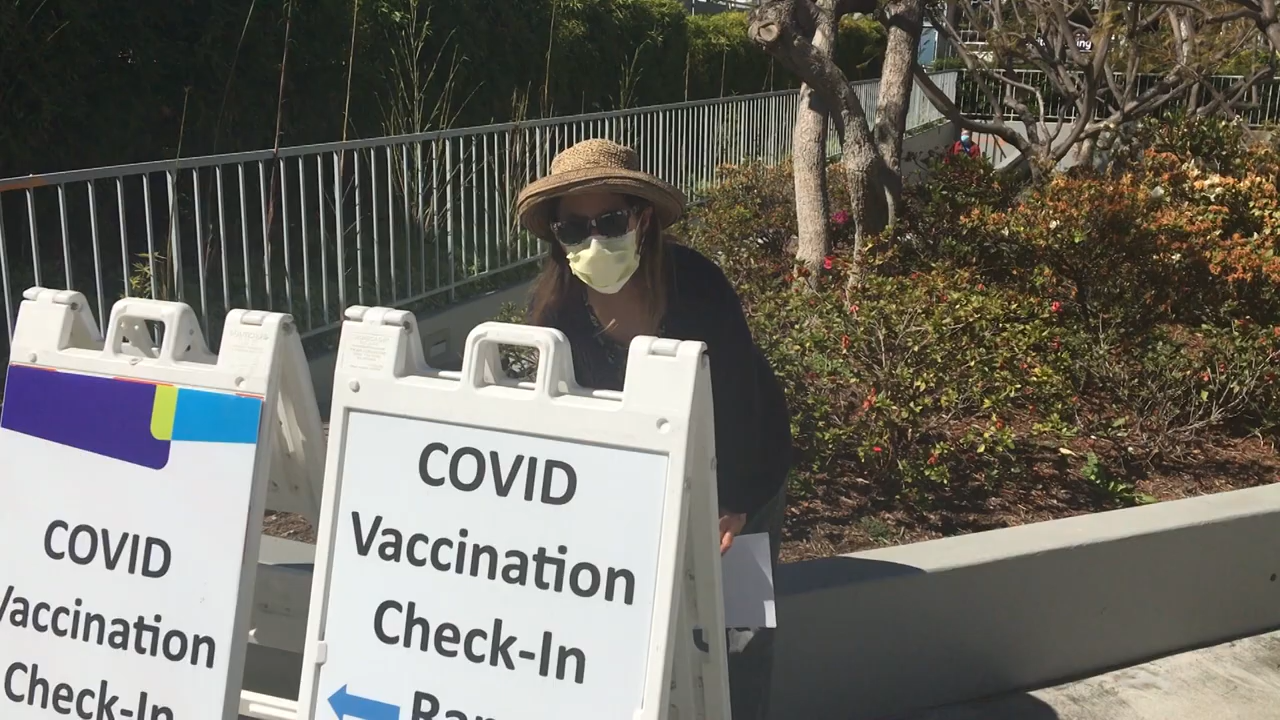 COVID
Vaccination
Check-In
COVID
Vaccination
Check-In